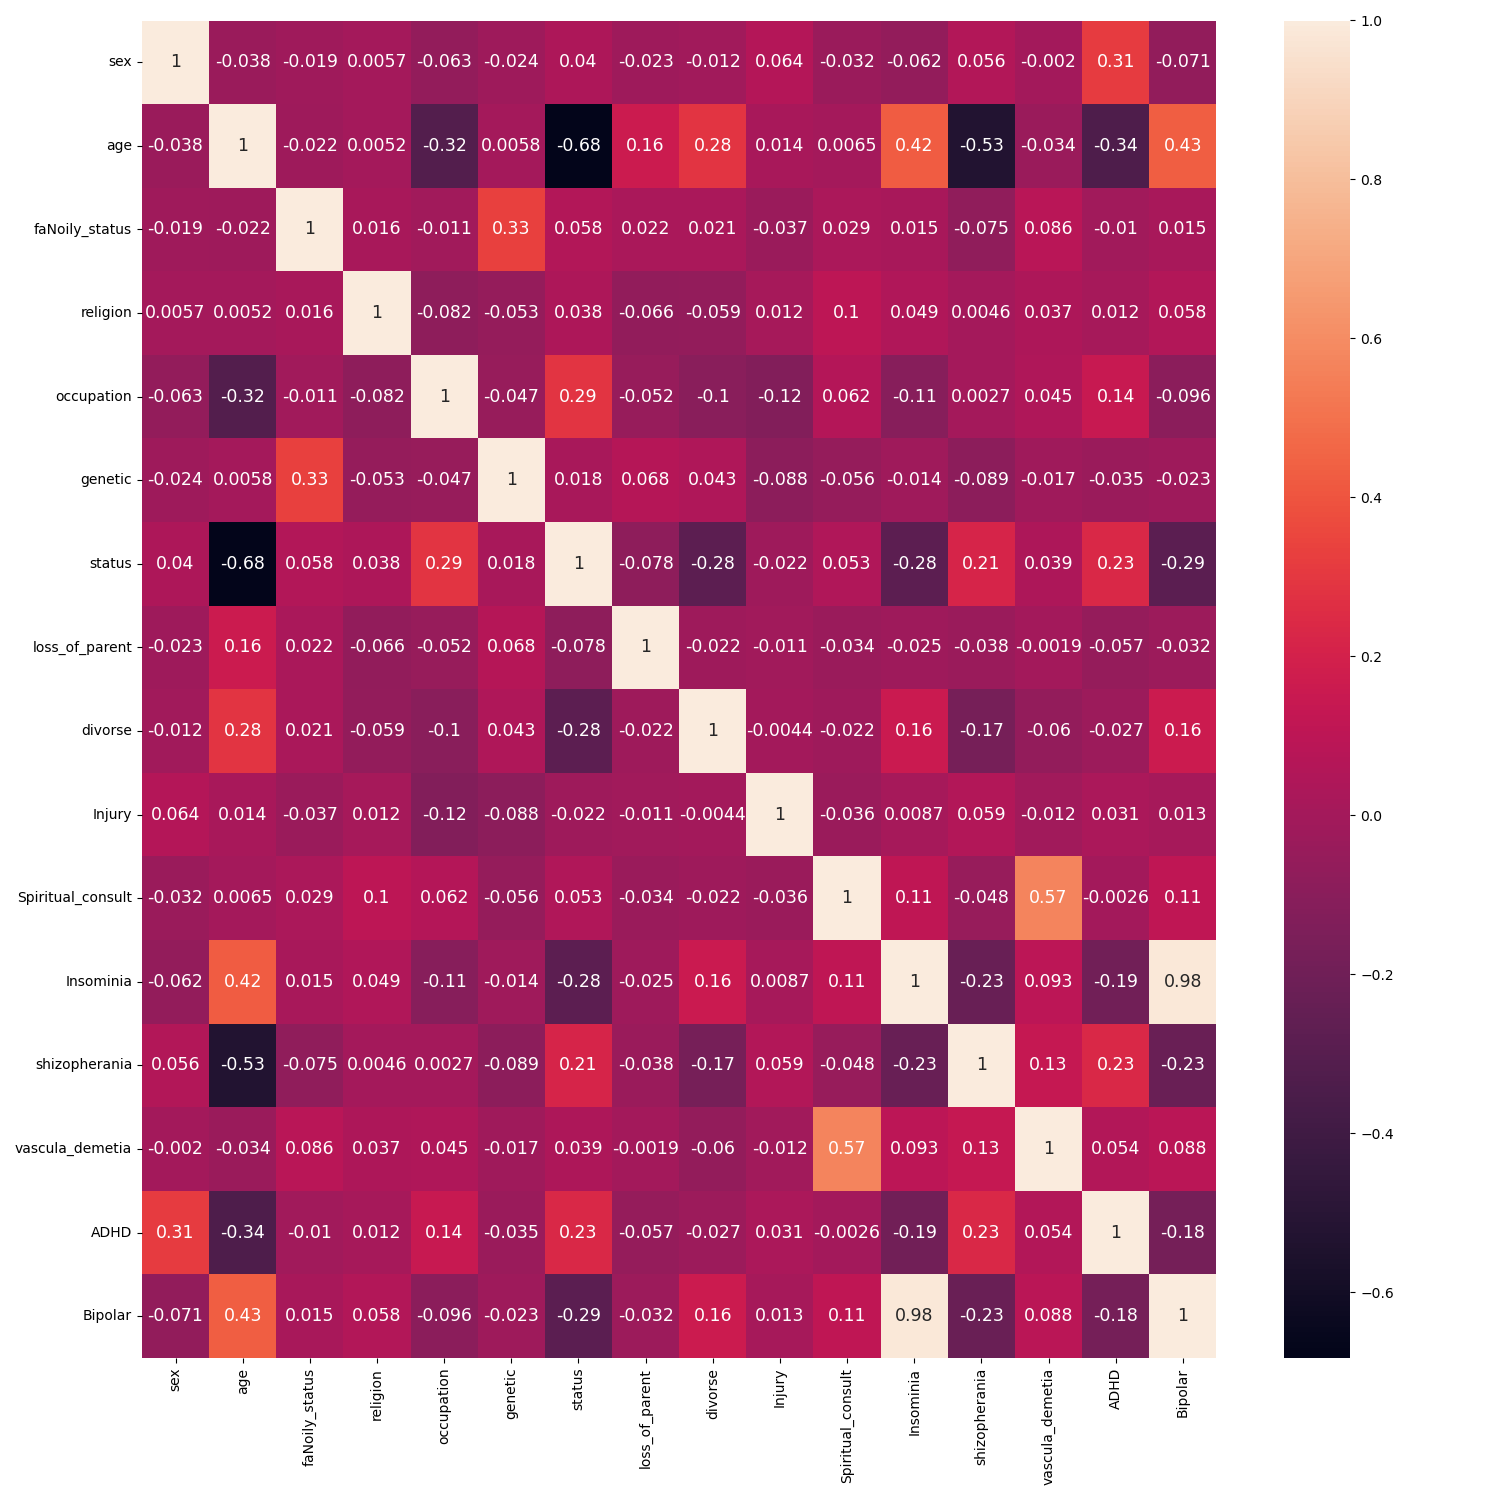 sex 1 -0.038 -0.019 0.0057 -0.063 -0.024 0.04 -0.023 -0.012 0.064 -0.032 -0.062 0.056 -0.002 0.31 -0.071
age -0.038 1 -0.022 0.0052 -0.32 0.0058 -0.68 0.16 0.28 0.014 0.0065 0.42 -0.53 -0.034 -0.34 0.43
faNoily_status -0.019 -0.022 1 0.016 -0.011 0.33 0.058 0.022 0.021 -0.037 0.029 0.015 -0.075 0.086 -0.01 0.015
religion 0.0057 0.0052 0.016 1 -0.082 -0.053 0.038 -0.066 -0.059 0.012 0.1 0.049 0.0046 0.037 0.012 0.058
occupation -0.063 -0.32 -0.011 -0.082 1 -0.047 0.29 -0.052 -0.1 -0.12 0.062 -0.11 0.0027 0.045 0.14 -0.096
genetic -0.024 0.0058 0.33 -0.053 -0.047 1 0.018 0.068 0.043 -0.088 -0.056 -0.014 -0.089 -0.017 -0.035 -0.023
status 0.04 -0.68 0.058 0.038 0.29 0.018 1 -0.078 -0.28 -0.022 0.053 -0.28 0.21 0.039 0.23 -0.29
loss_of_parent -0.023 0.16 0.022 -0.066 -0.052 0.068 -0.078 1 -0.022 -0.011 -0.034 -0.025 -0.038 -0.0019 -0.057 -0.032
divorse -0.012 0.28 0.021 -0.059 -0.1 0.043 -0.28 -0.022 1 -0.0044 -0.022 0.16 -0.17 -0.06 -0.027 0.16
Injury 0.064 0.014 -0.037 0.012 -0.12 -0.088 -0.022 -0.011 -0.0044 1 -0.036 0.0087 0.059 -0.012 0.031 0.013
Spiritual_consult -0.032 0.0065 0.029 0.1 0.062 -0.056 0.053 -0.034 -0.022 -0.036 1 0.11 -0.048 0.57 -0.0026 0.11
Insominia -0.062 0.42 0.015 0.049 -0.11 -0.014 -0.28 -0.025 0.16 0.0087 0.11 1 -0.23 0.093 -0.19 0.98
shizopherania 0.056 -0.53 -0.075 0.0046 0.0027 -0.089 0.21 -0.038 -0.17 0.059 -0.048 -0.23 1 0.13 0.23 -0.23
vascula_demetia -0.002 -0.034 0.086 0.037 0.045 -0.017 0.039 -0.0019 -0.06 -0.012 0.57 0.093 0.13 1 0.054 0.088
ADHD 0.31 -0.34 -0.01 0.012 0.14 -0.035 0.23 -0.057 -0.027 0.031 -0.0026 -0.19 0.23 0.054 1 -0.18
Bipolar -0.071 0.43 0.015 0.058 -0.096 -0.023 -0.29 -0.032 0.16 0.013 0.11 0.98 -0.23 0.088 -0.18 1
sex age faNoily_status religion occupation genetic status loss_of_parent divorse Injury Spiritual_consult Insominia shizopherania vascula_demetia ADHD Bipolar
1.0
0.8
0.6
0.4
0.2
0.0
−0.2
−0.4
−0.6